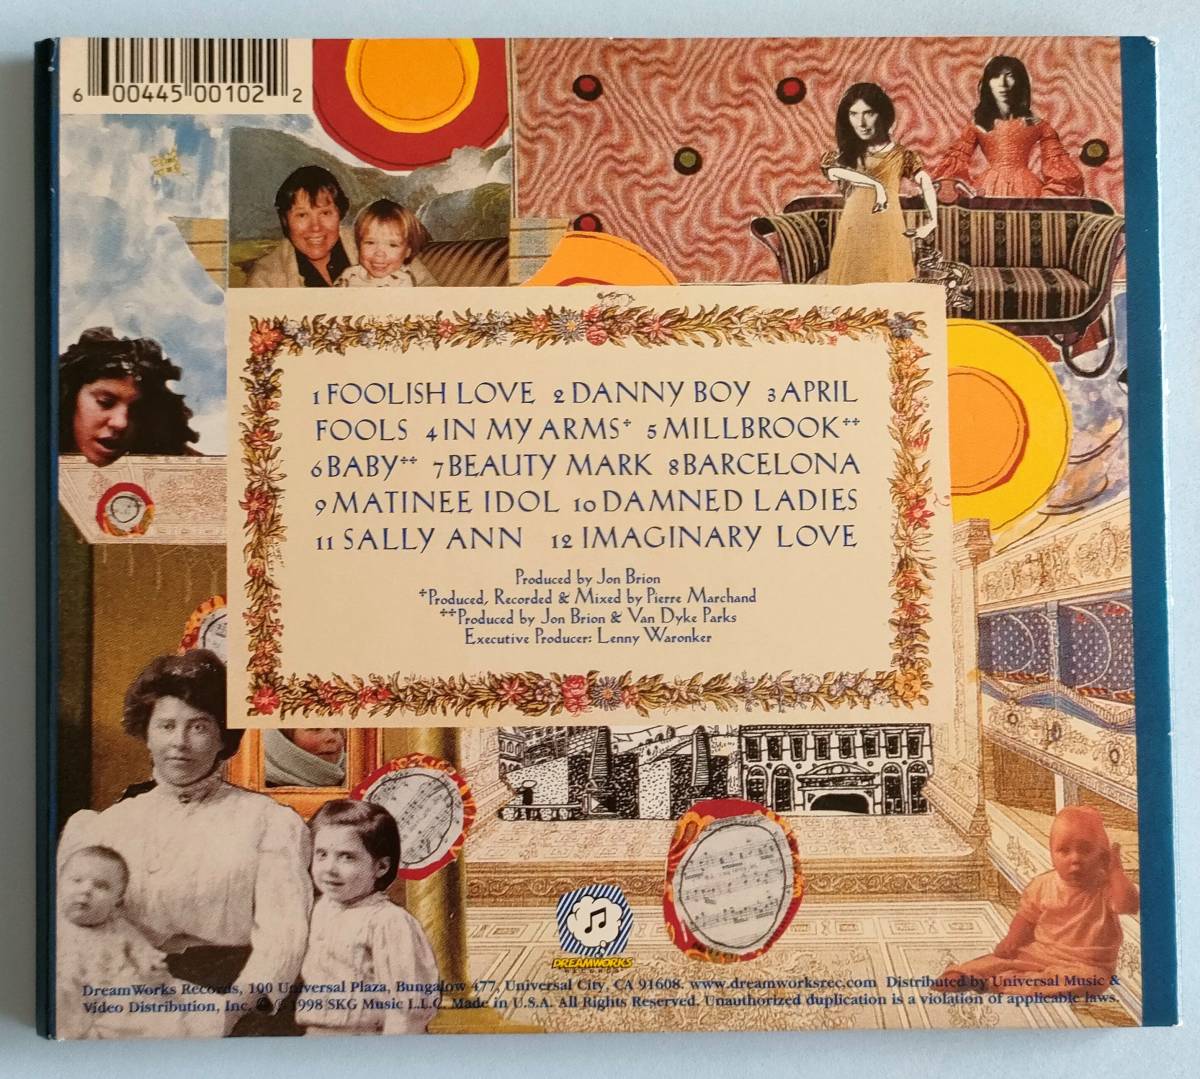 6 00445 00102 2
1 FOOLISH LOVE 2 DANNY BOY 3 APRIL
FOOLS 4 IN MY ARMS+ 5 MILLBROOK++
6 BABY++ 7 BEAUTY MARK 8 BARCELONA
9 MATINEE IDOL 10 DAMNED LADIES
11 SALLY ANN 12 IMAGINARY LOVE
Produced by Jon Brion
+Produced, Recorded & Mixed by Pierre Marchand
++Produced by Jon Brion & Van Dyke Parks
Executive Producer: Lenny Waronker
DREAMWORKS
RECORDS
DreamWorks Records, 100 Universal Plaza, Bungalow 477, Universal City, CA 91608. www.dreamworksrec.com Distributed by Universal Music &
Video Distribution, Inc. ℗ © 1998 SKG Music L.L.C. Made in U.S.A. All Rights Reserved. Unauthorized duplication is a violation of applicable laws.